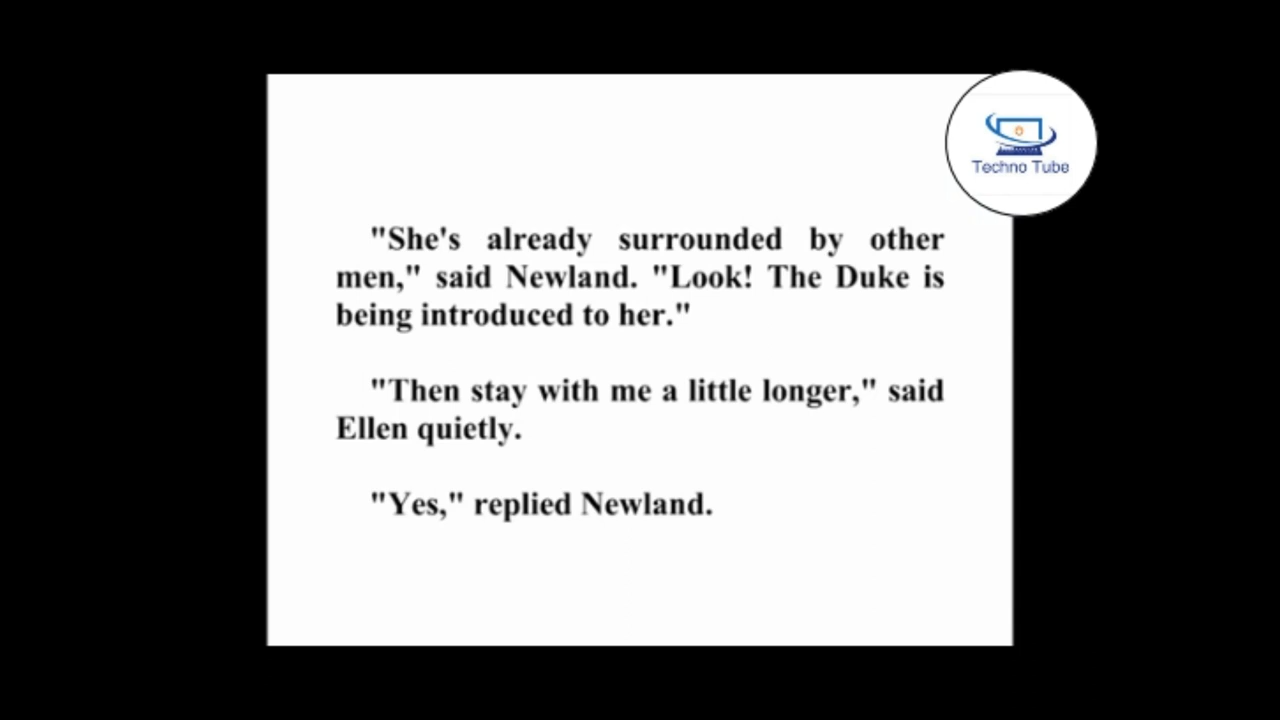 Techno Tube
"She's already surrounded by other
men," said Newland. "Look! The Duke is
being introduced to her."
"Then stay with me a little longer," said
Ellen quietly.
"Yes," replied Newland.